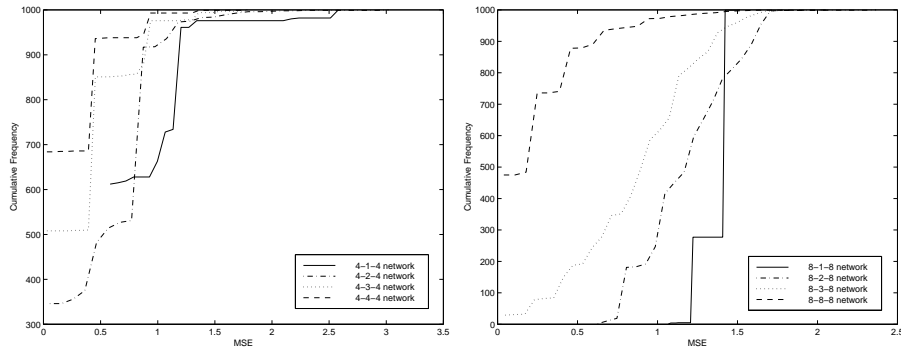 1000
900
800
700
600
500
400
300
Cumulative Frequency
0
0.5
1
1.5
2
2.5
3
3.5
MSE
4-1-4 network
4-2-4 network
4-3-4 network
4-4-4 network
1000
900
800
700
600
500
400
300
200
100
0
Cumulative Frequency
0
0.5
1
1.5
2
2.5
MSE
8-1-8 network
8-2-8 network
8-3-8 network
8-8-8 network